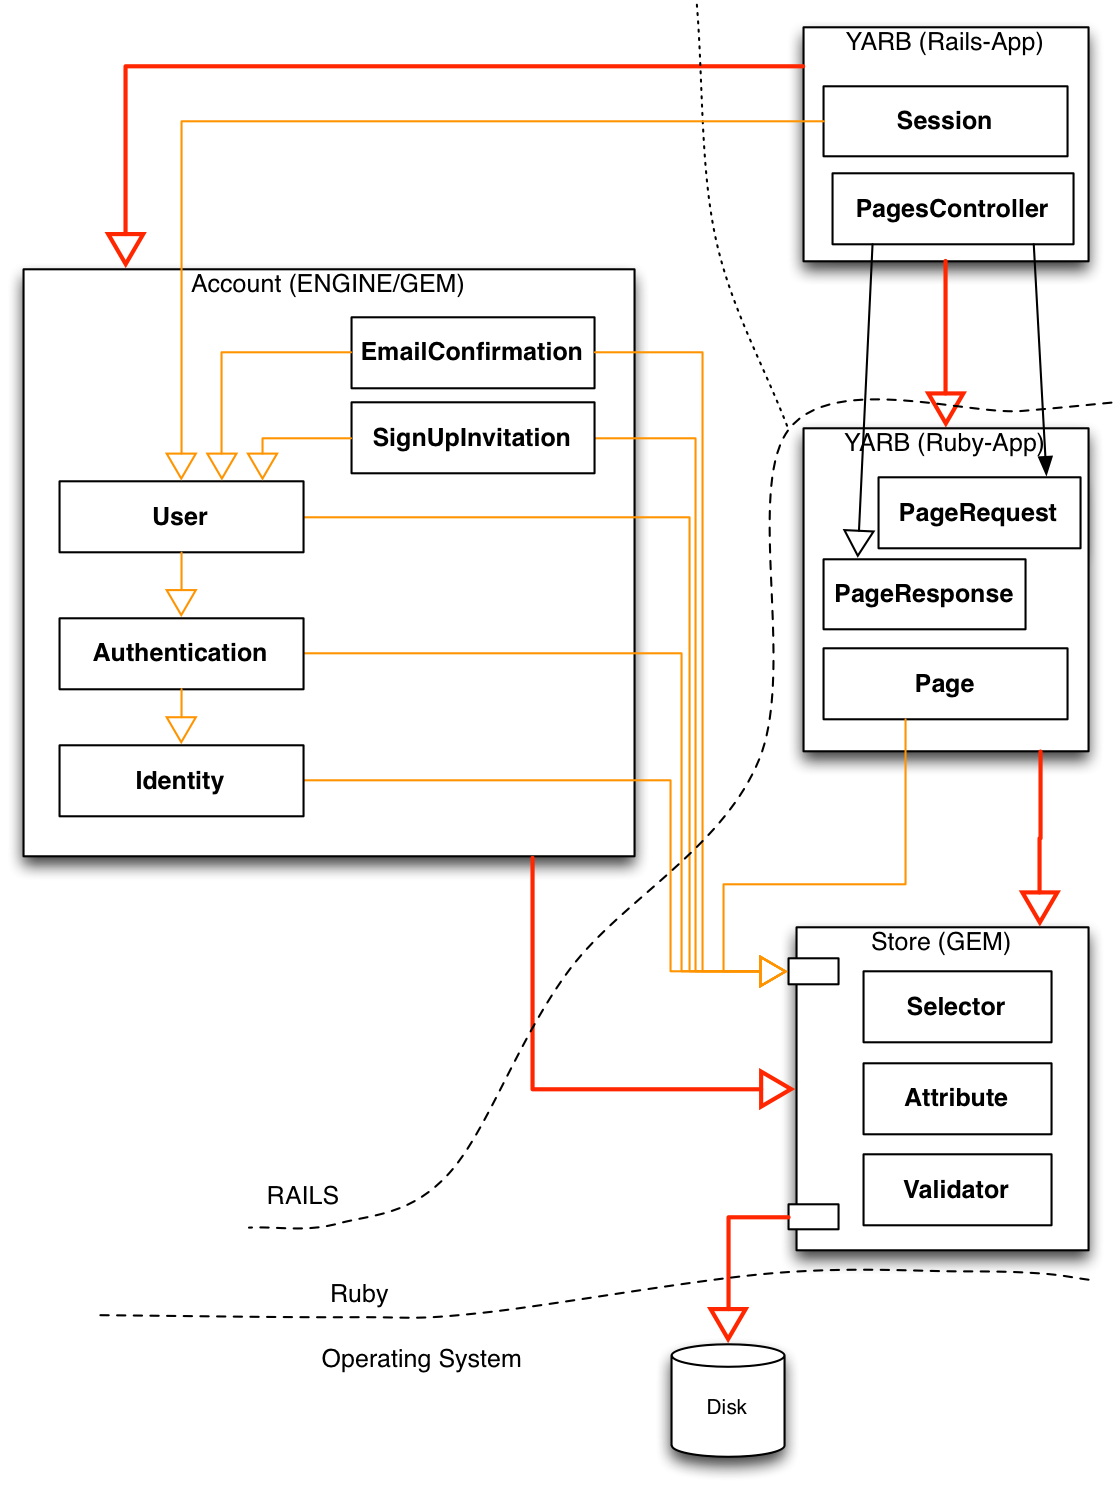 YARB (Rails-App)
Session
PagesController
Account (ENGINE/GEM)
EmailConfirmation
SignUpInvitation
User
Authentication
Identity
YARB (Ruby-App)
PageRequest
PageResponse
Page
Store (GEM)
Selector
Attribute
Validator
RAILS
Ruby
Operating System
Disk